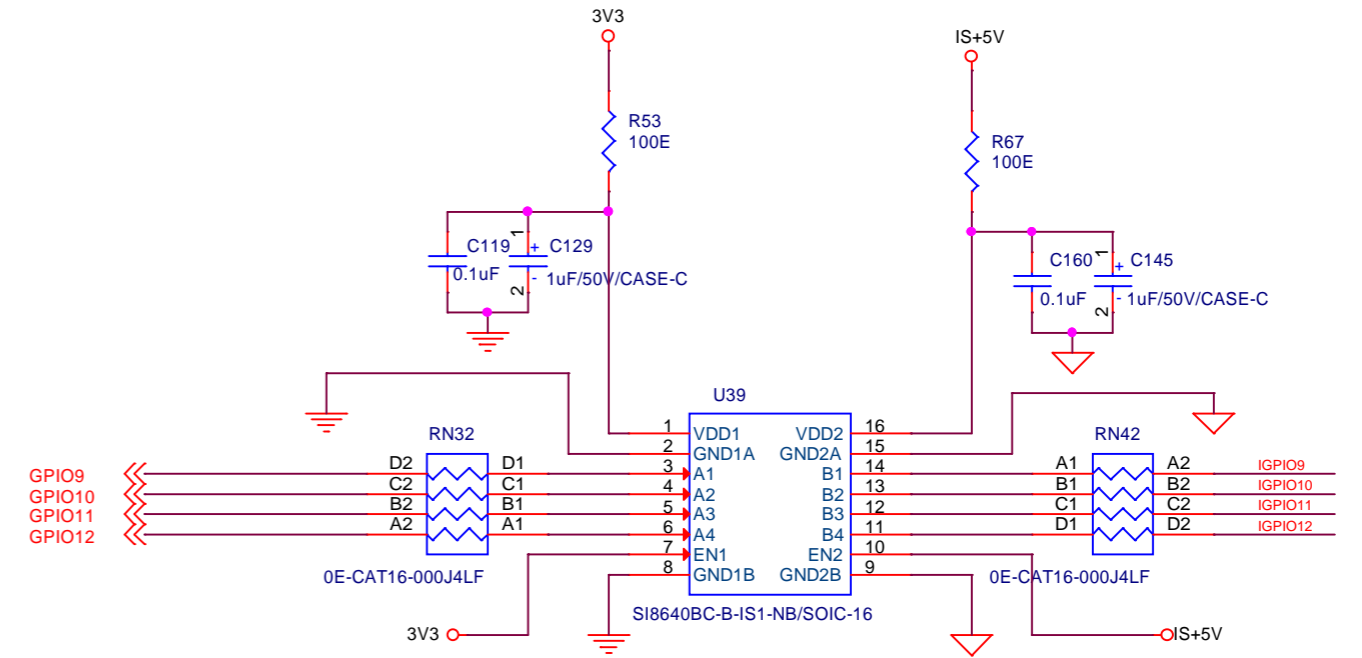 3V3
IS+5V
R53
100E
R67
100E
C119
0.1uF
1
+
-
2
C129
1uF/50V/CASE-C
C160
0.1uF
1
+
-
2
C145
1uF/50V/CASE-C
U39
RN32
RN42
1 VDD1 VDD2 16
2 GND1A GND2A 15
GPIO9 D2 D1 3 A1 B1 14 A1 A2 IGPIO9
GPIO10 C2 C1 4 A2 B2 13 B1 B2 IGPIO10
GPIO11 B2 B1 5 A3 B3 12 C1 C2 IGPIO11
GPIO12 A2 A1 6 A4 B4 11 D1 D2 IGPIO12
7 EN1 EN2 10
8 GND1B GND2B 9
0E-CAT16-000J4LF
0E-CAT16-000J4LF
SI8640BC-B-IS1-NB/SOIC-16
3V3
IS+5V